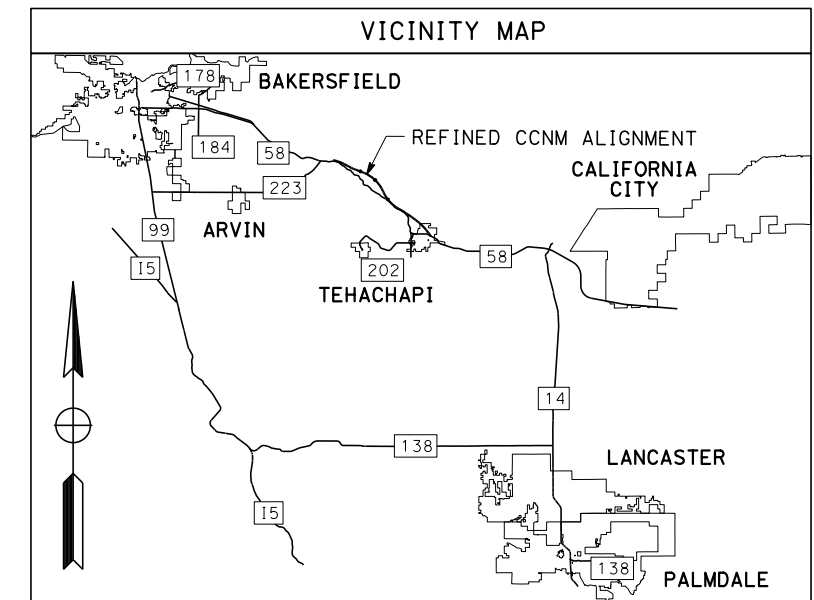 VICINITY MAP
178
BAKERSFIELD
184
58
REFINED CCNM ALIGNMENT
CALIFORNIA
CITY
223
ARVIN
99
58
I5
202
TEHACHAPI
14
138
LANCASTER
I5
138
PALMDALE